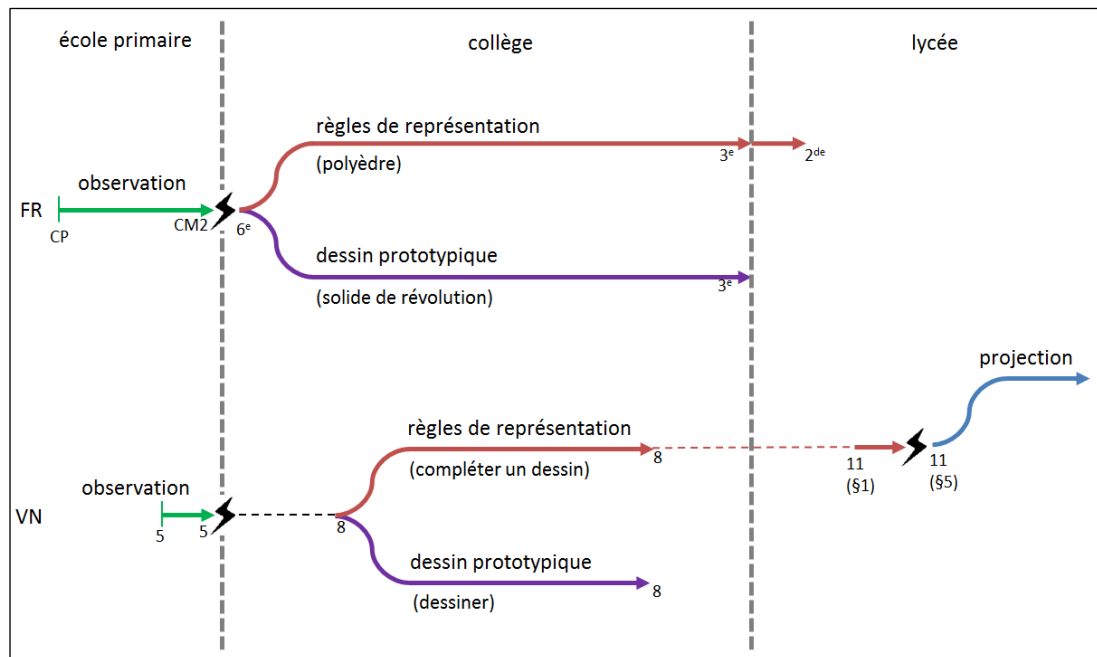 école primaire
collège
lycée
règles de représentation
(polyèdre)
3e
2de
observation
FR
CP
CM2
6e
dessin prototypique
(solide de révolution)
3e
projection
règles de représentation
(compléter un dessin)
8
11
(§1)
11
(§5)
observation
VN
5
5
8
dessin prototypique
(dessiner)
8